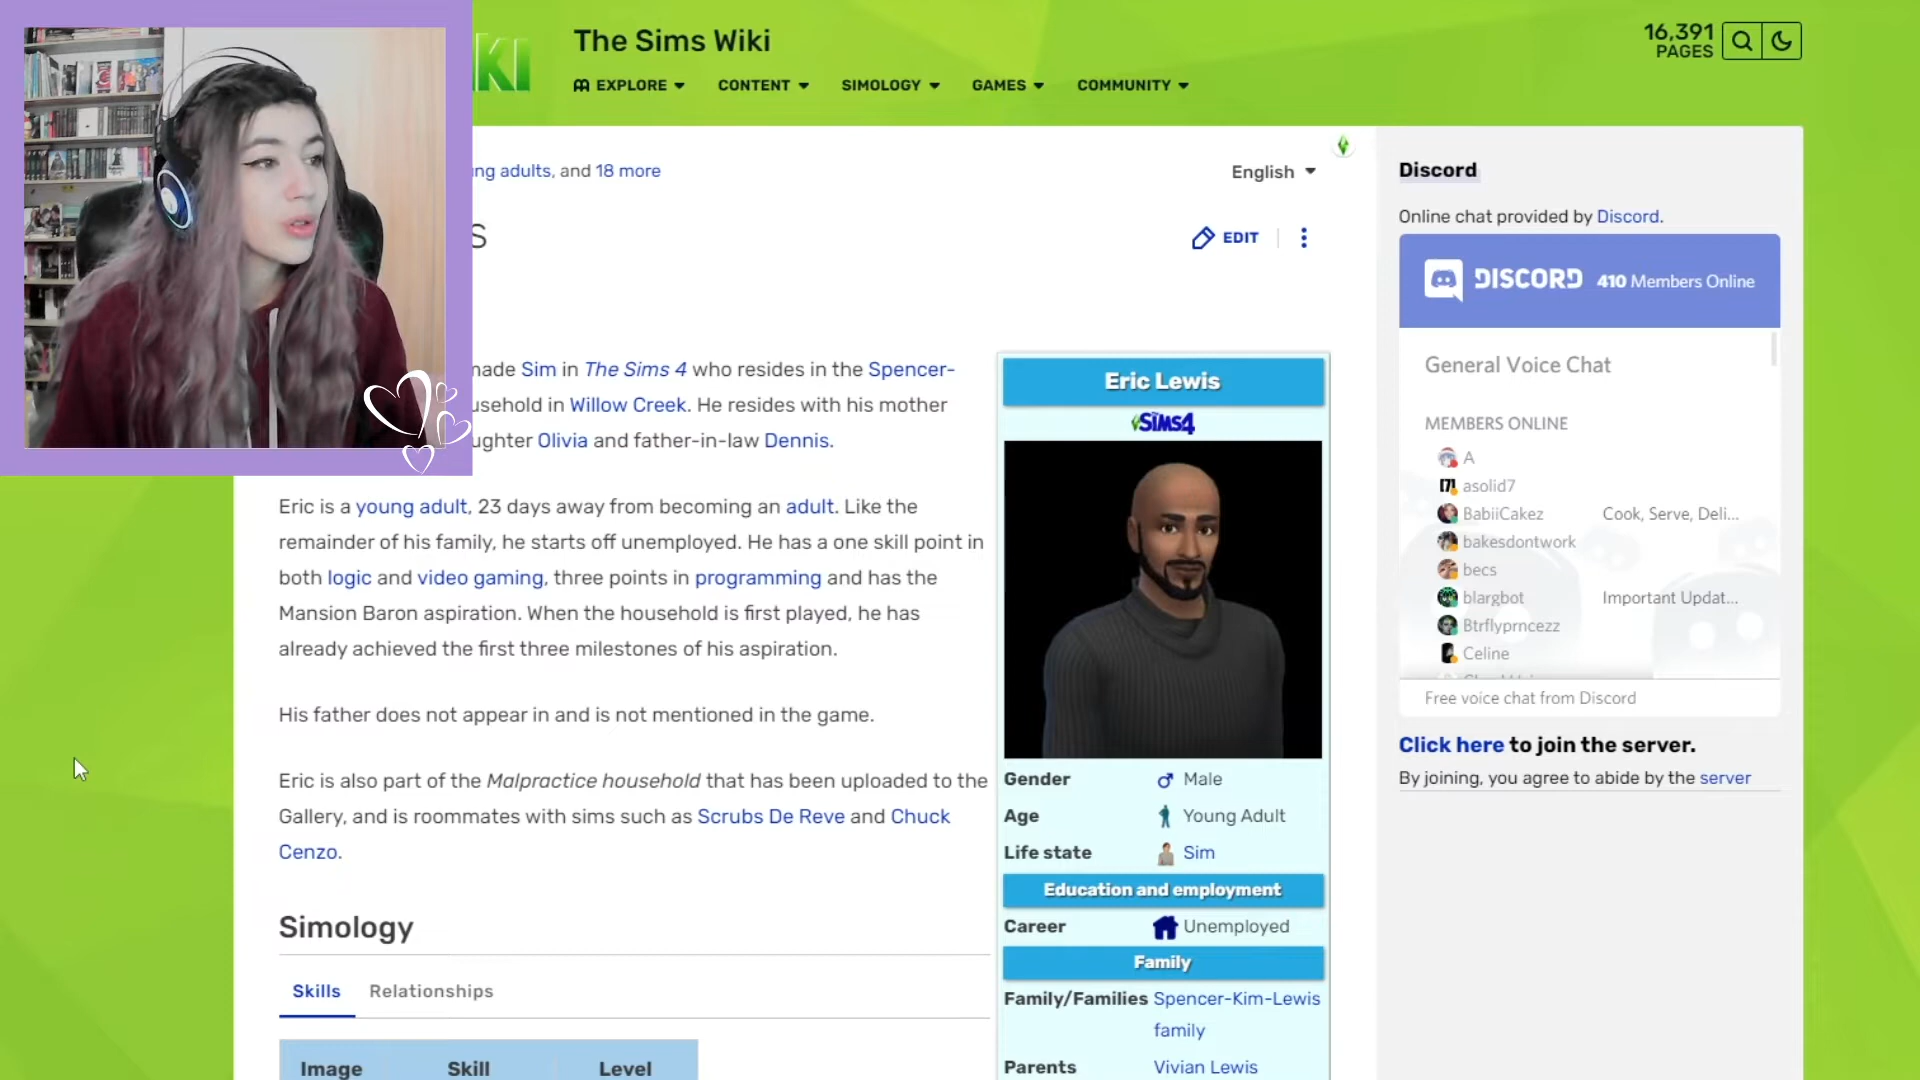 KI
The Sims Wiki
EXPLORE
CONTENT
SIMOLOGY
GAMES
COMMUNITY
16,391
PAGES
ng adults, and 18 more
English
S
EDIT
made Sim in The Sims 4 who resides in the Spencer-
usehold in Willow Creek. He resides with his mother
ughter Olivia and father-in-law Dennis.
Eric is a young adult, 23 days away from becoming an adult. Like the
remainder of his family, he starts off unemployed. He has a one skill point in
both logic and video gaming, three points in programming and has the
Mansion Baron aspiration. When the household is first played, he has
already achieved the first three milestones of his aspiration.
His father does not appear in and is not mentioned in the game.
Eric is also part of the Malpractice household that has been uploaded to the
Gallery, and is roommates with sims such as Scrubs De Reve and Chuck
Cenzo.
Simology
Skills Relationships
Image Skill Level
Eric Lewis
The SIMS4
Gender Male
Age Young Adult
Life state Sim
Education and employment
Career Unemployed
Family
Family/Families Spencer-Kim-Lewis
family
Parents Vivian Lewis
Discord
Online chat provided by Discord.
DISCORD 410 Members Online
General Voice Chat
MEMBERS ONLINE
A
asolid7
BabiiCakez Cook, Serve, Deli...
bakesdontwork
becs
blargbot Important Updat...
Btrflyprncezz
Celine
Free voice chat from Discord
Click here to join the server.
By joining, you agree to abide by the server